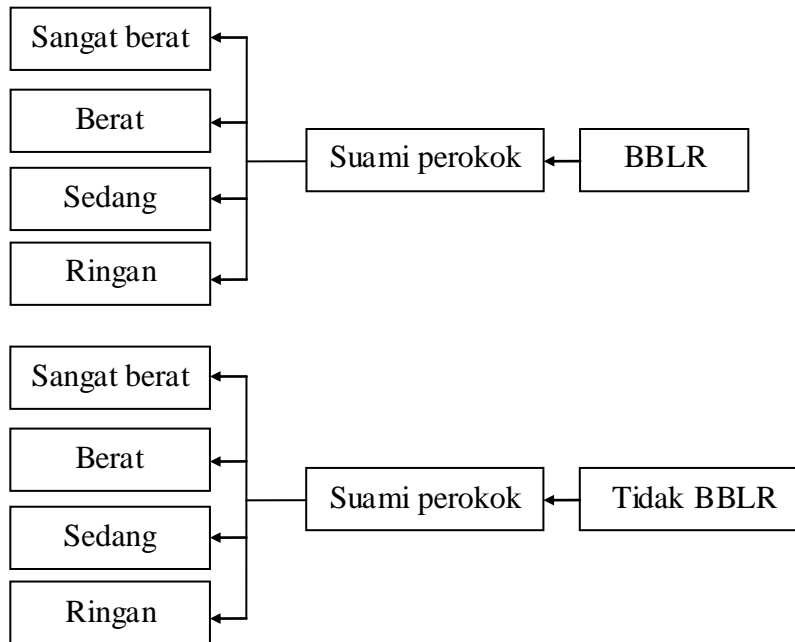 Sangat berat
Berat
Suami perokok
BBLR
Sedang
Ringan
Sangat berat
Berat
Suami perokok
Tidak BBLR
Sedang
Ringan